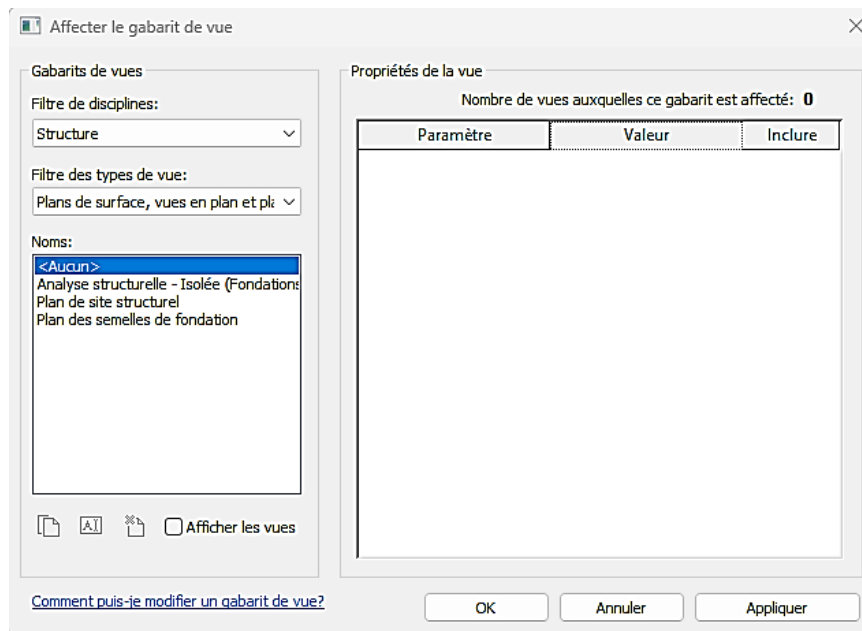 Affecter le gabarit de vue
Gabarits de vues
Filtre de disciplines:
Structure
Filtre des types de vue:
Plans de surface, vues en plan et pla
Noms:
<Aucun>
Analyse structurelle - Isolée (Fondations
Plan de site structurel
Plan des semelles de fondation
Afficher les vues
Comment puis-je modifier un gabarit de vue?
Propriétés de la vue
Nombre de vues auxquelles ce gabarit est affecté: 0
Paramètre Valeur Inclure
OK Annuler Appliquer